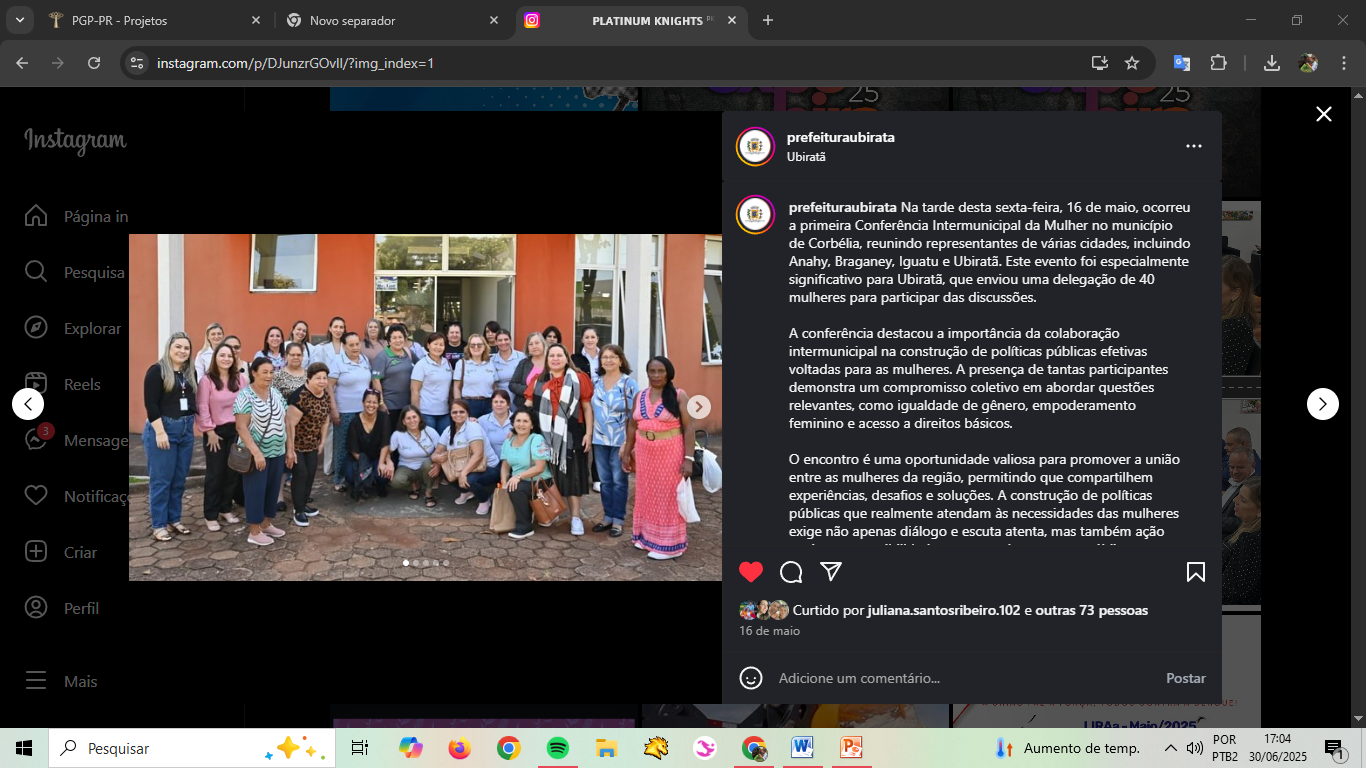 PGP-PR - Projetos
Novo separador
PLATINUM KNIGHTS
instagram.com/p/DJunzrGOvlI/?img_index=1
25
25
Instagram
Página in
Pesquisa
Explorar
Reels
3
Mensage
Notificaç
Criar
Perfil
Mais
prefeituraubirata
Ubiratã
prefeituraubirata Na tarde desta sexta-feira, 16 de maio, ocorreu
a primeira Conferência Intermunicipal da Mulher no município
de Corbélia, reunindo representantes de várias cidades, incluindo
Anahy, Braganey, Iguatu e Ubiratã. Este evento foi especialmente
significativo para Ubiratã, que enviou uma delegação de 40
mulheres para participar das discussões.
A conferência destacou a importância da colaboração
intermunicipal na construção de políticas públicas efetivas
voltadas para as mulheres. A presença de tantas participantes
demonstra um compromisso coletivo em abordar questões
relevantes, como igualdade de gênero, empoderamento
feminino e acesso a direitos básicos.
O encontro é uma oportunidade valiosa para promover a união
entre as mulheres da região, permitindo que compartilhem
experiências, desafios e soluções. A construção de políticas
públicas que realmente atendam às necessidades das mulheres
exige não apenas diálogo e escuta atenta, mas também ação
Curtido por juliana.santosribeiro.102 e outras 73 pessoas
16 de maio
Adicione um comentário...
Postar
LIRAa - Maio/2025
Pesquisar
Aumento de temp.
POR
PTB2
17:04
30/06/2025
1